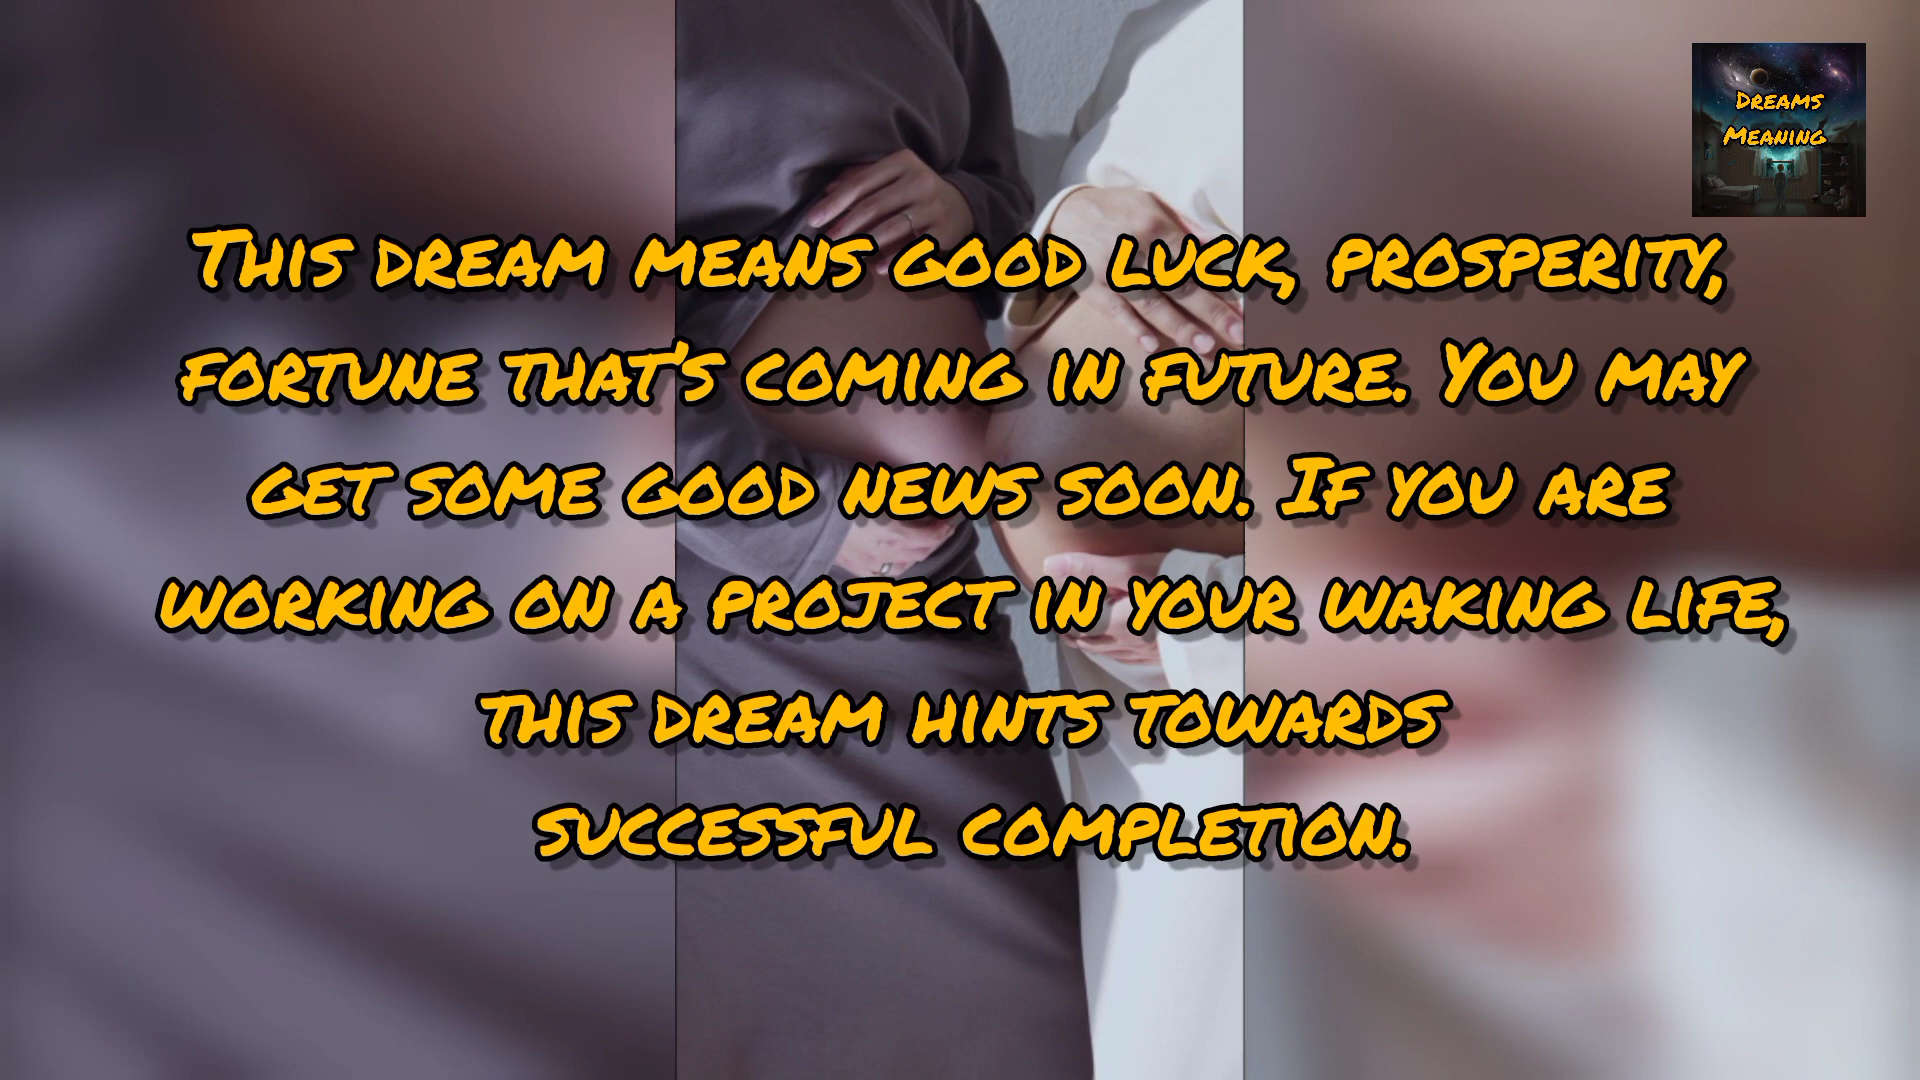 Dreams
Meaning
This dream means good luck, prosperity,
fortune that's coming in future. You may
get some good news soon. If you are
working on a project in your waking life,
this dream hints towards
successful completion.